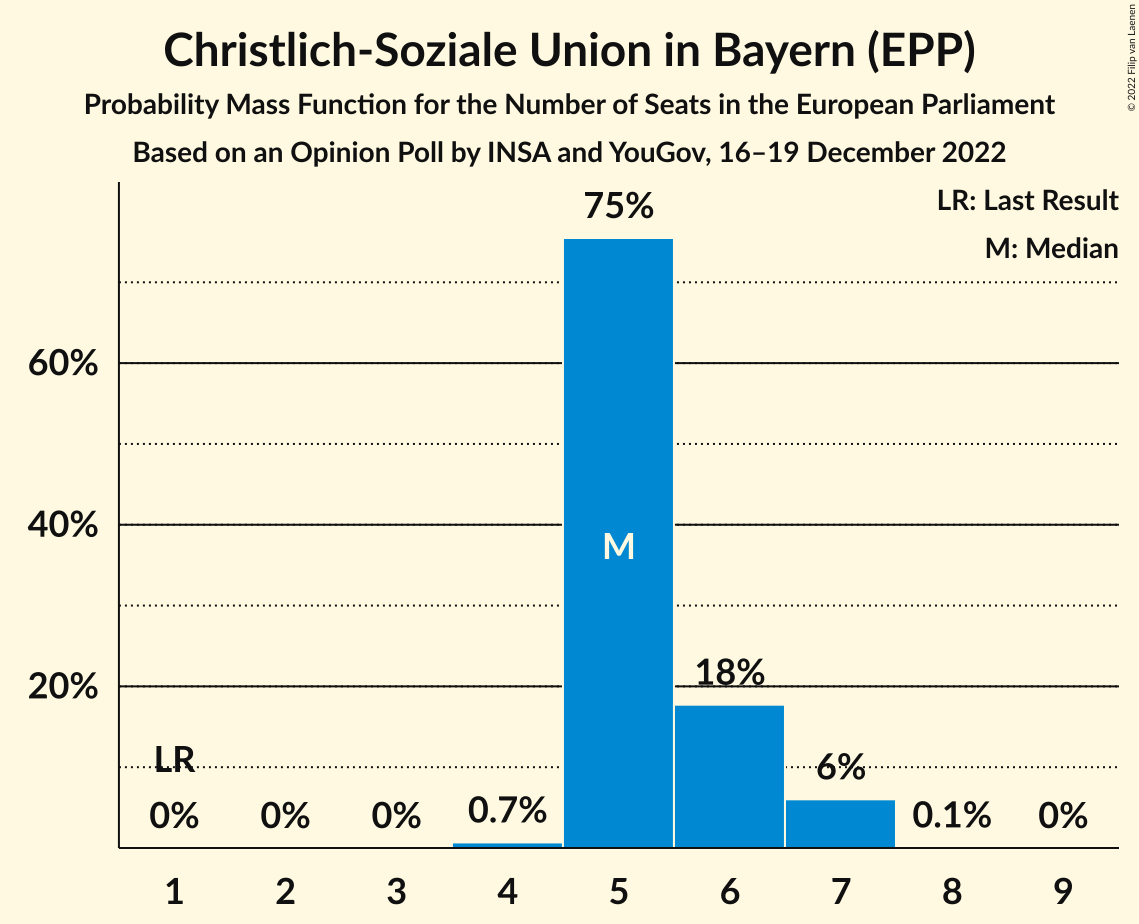 Christlich-Soziale Union in Bayern (EPP)
Probability Mass Function for the Number of Seats in the European Parliament
Based on an Opinion Poll by INSA and YouGov, 16–19 December 2022
© 2022 Filip van Laenen
LR: Last Result
M: Median
75%
60%
40%
M
20%
18%
LR
6%
0% 0% 0% 0.7% 0.1% 0%
1 2 3 4 5 6 7 8 9